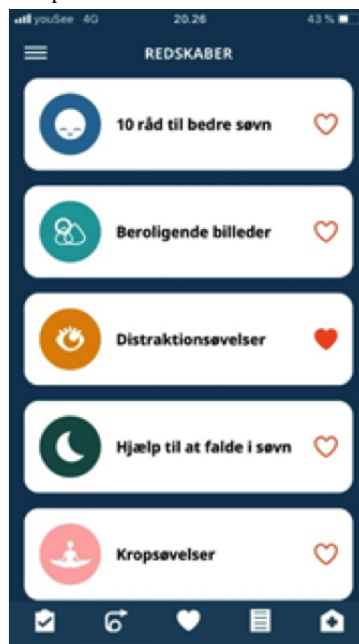 youSee 4G 20.26 43 %
REDSKABER
10 råd til bedre søvn
Beroligende billeder
Distraktionsøvelser
Hjælp til at falde i søvn
Kropsøvelser